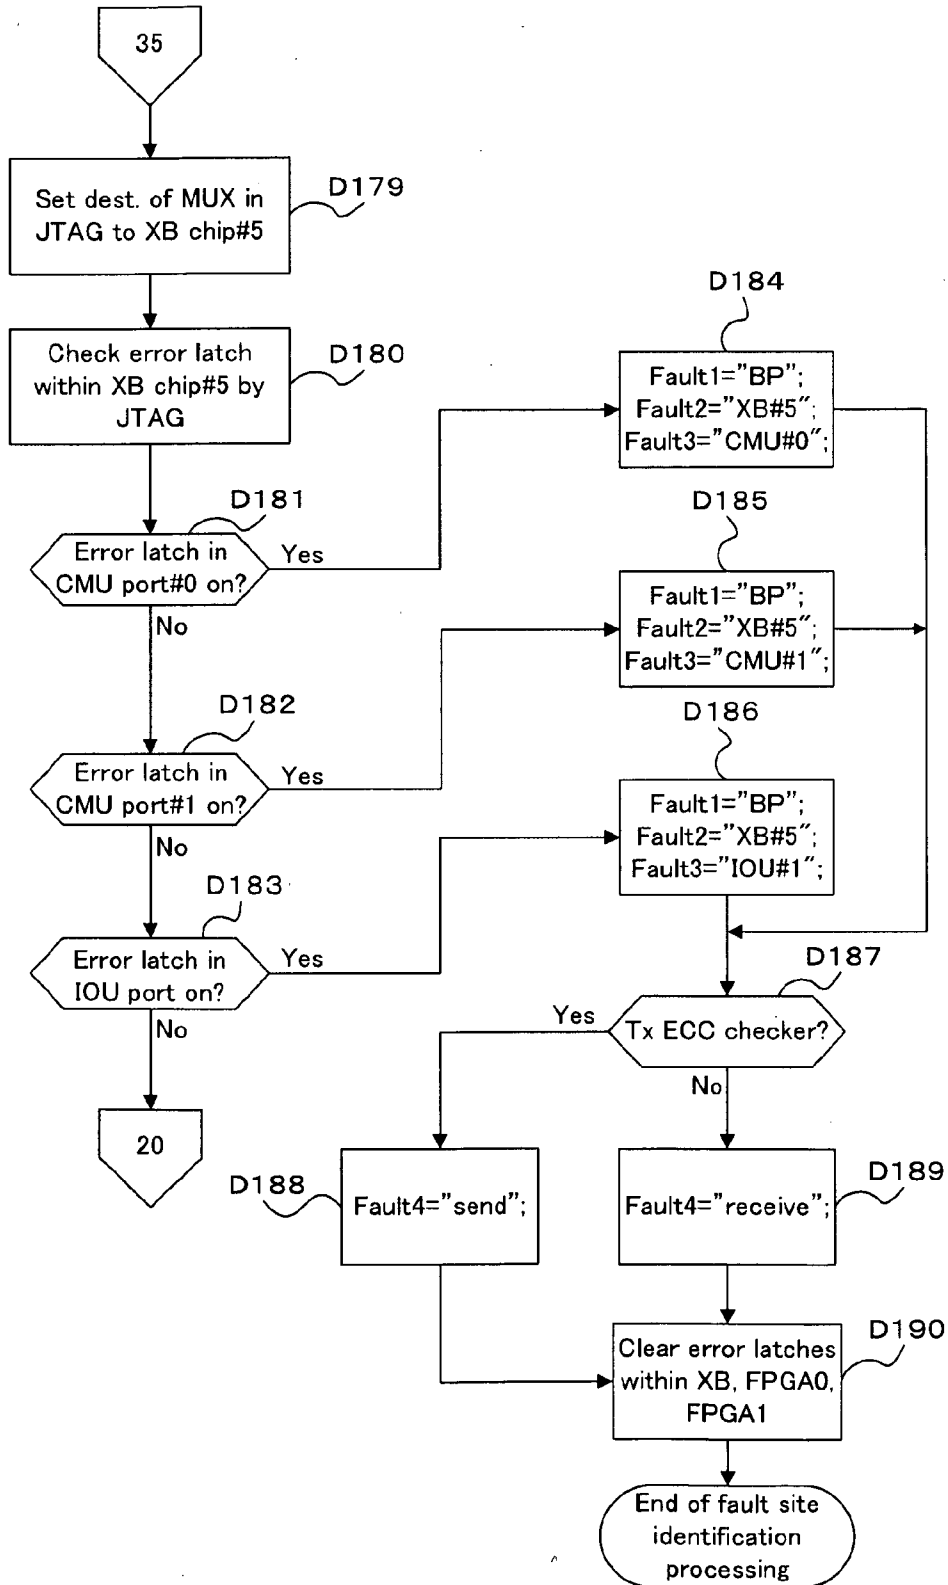 35
Set dest. of MUX in
JTAG to XB chip#5
D179
Check error latch
within XB chip#5 by
JTAG
D180
D181
Error latch in
CMU port#0 on?
Yes
No
D184
Fault1="BP";
Fault2="XB#5";
Fault3="CMU#0";
D182
Error latch in
CMU port#1 on?
Yes
No
D185
Fault1="BP";
Fault2="XB#5";
Fault3="CMU#1";
D183
Error latch in
IOU port on?
Yes
No
D186
Fault1="BP";
Fault2="XB#5";
Fault3="IOU#1";
20
D187
Tx ECC checker?
Yes
No
D188
Fault4="send";
D189
Fault4="receive";
D190
Clear error latches
within XB, FPGA0,
FPGA1
End of fault site
identification
processing